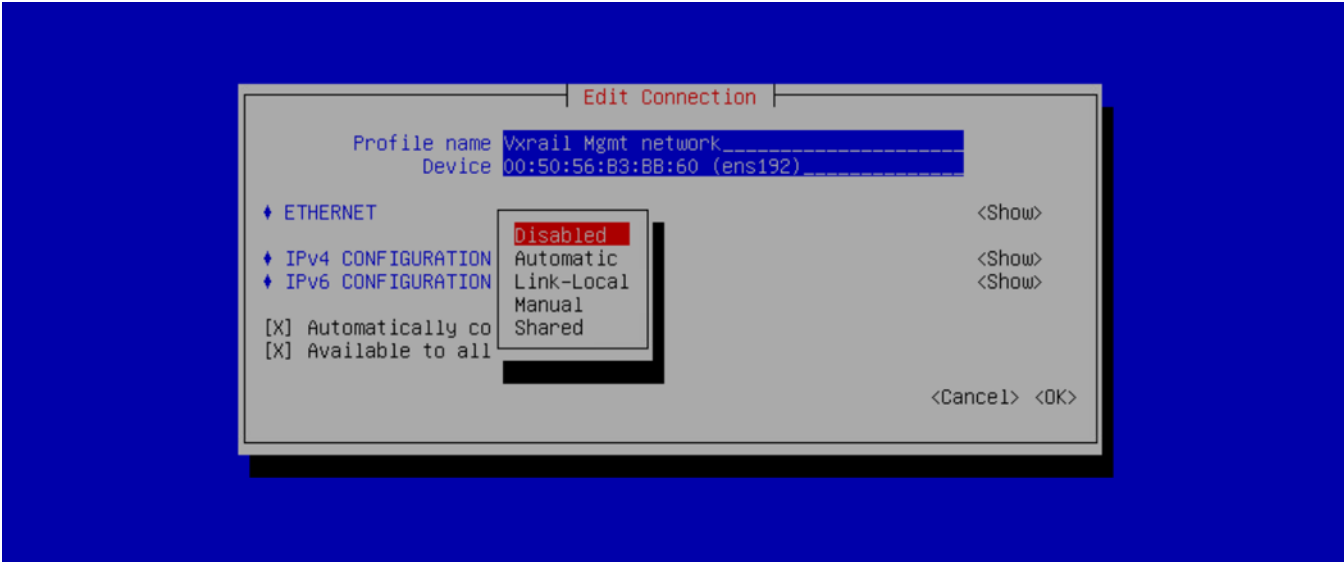 Edit Connection
Profile name Vxrail Mgmt network
Device 00:50:56:B3:BB:60 (ens192)
ETHERNET <Show>
Disabled
IPv4 CONFIGURATION Automatic <Show>
IPv6 CONFIGURATION Link-Local <Show>
Manual
[X] Automatically co Shared
[X] Available to all
<Cancel> <OK>